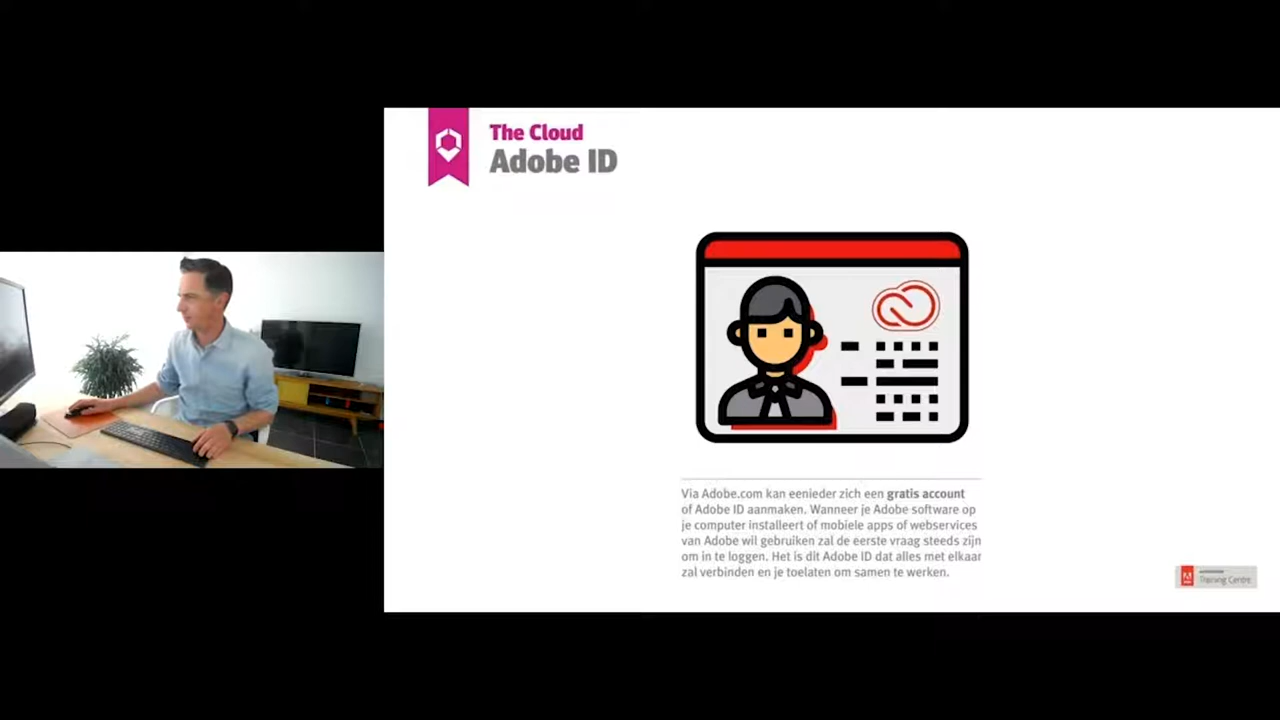 The Cloud
Adobe ID
Via Adobe.com kan eenieder zich een gratis account
of Adobe ID aanmaken. Wanneer je Adobe software op
je computer installeert of mobiele apps of webservices
van Adobe wil gebruiken zal de eerste vraag steeds zijn
om in te loggen. Het is dit Adobe ID dat alles met elkaar
zal verbinden en je toelaten om samen te werken.
Training Centre